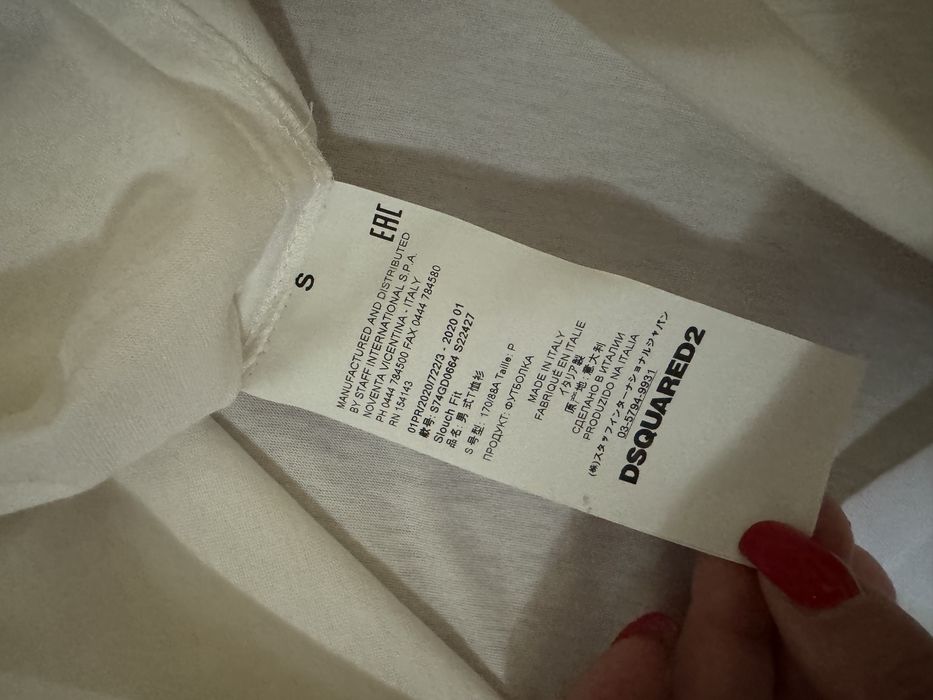 S
EAC
MANUFACTURED AND DISTRIBUTED
BY STAFF INTERNATIONAL S.P.A.
NOVENTA VICENTINA - ITALY
PH 0444 784500 FAX 0444 784580
RN 154143
01PR/2020/7223 - 2020 01
款号: S74GD0664 S22427
Slouch Fit
品名: 男 式T恤衫
S 号型: 170/88A Taille: P
ПРОДУКТ: ФУТБОЛКА
MADE IN ITALY
FABRIQUÉ EN ITALIE
イタリア製
原产地: 意大利
СДЕЛАНО В ИТАЛИИ
PRODUZIDO NA ITALIA
03-5794-9931
(株)スタッフインターナショナルジャパン
DSQUARED2